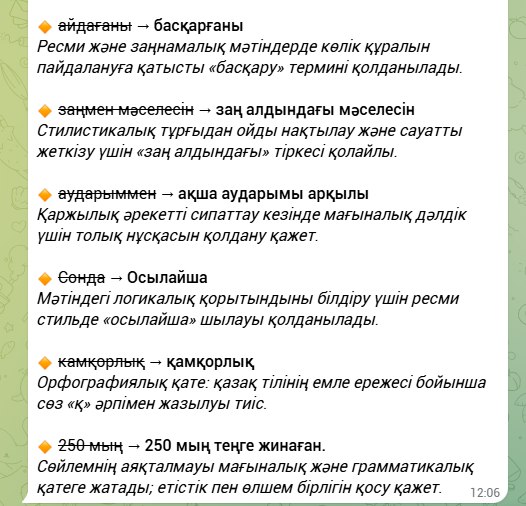 айдағаны → басқарғаны
Ресми және заңнамалық мәтіндерде көлік құралын
пайдалануға қатысты «басқару» термині қолданылады.
заңмен мәселесін → заң алдындағы мәселесін
Стилистикалық тұрғыдан ойды нақтылау және сауатты
жеткізу үшін «заң алдындағы» тіркесі қолайлы.
аударыммен → ақша аударымы арқылы
Қаржылық әрекетті сипаттау кезінде мағыналық дәлдік
үшін толық нұсқасын қолдану қажет.
Сонда → Осылайша
Мәтіндегі логикалық қорытындыны білдіру үшін ресми
стильде «осылайша» шылауы қолданылады.
камқорлық → қамқорлық
Орфографиялық қате: қазақ тілінің емле ережесі бойынша
сөз «қ» әрпімен жазылуы тиіс.
250 мың → 250 мың теңге жинаған.
Сөйлемнің аяқталмауы мағыналық және грамматикалық
қатеге жатады; етістік пен өлшем бірлігін қосу қажет.
12:06